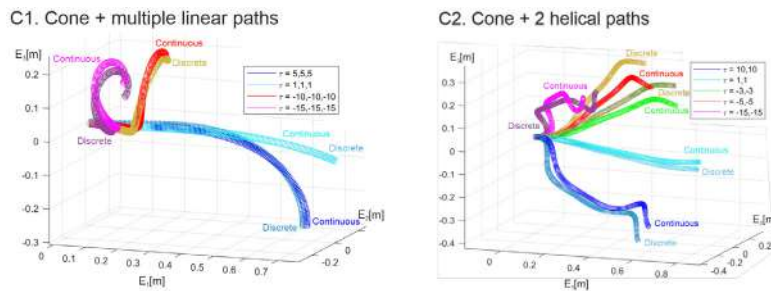 C1. Cone + multiple linear paths
E₃[m]
Continuous
Continuous
Discrete
τ = 5,5,5
τ = 1,1,1
τ = -10,-10,-10
τ = -15,-15,-15
0.2
0.1
0
-0.1
-0.2
-0.3
Discrete
Continuous
Discrete
Discrete
Continuous
E₂[m]
0
-0.2
0
0.1
0.2
0.3
0.4
0.5
0.6
0.7
E₁[m]
C2. Cone + 2 helical paths
E₃[m]
Discrete
Continuous
Continuous
Discrete
Continuous
τ = 10,10
τ = 1,1
τ = -3,-3
τ = -5,-5
τ = -15,-15
0.3
0.2
0.1
0
-0.1
-0.2
-0.3
-0.4
Discrete
Continuous
Discrete
Continuous
Discrete
E₂[m]
0
-0.2
-0.4
0
0.2
0.4
0.6
0.8
E₁[m]